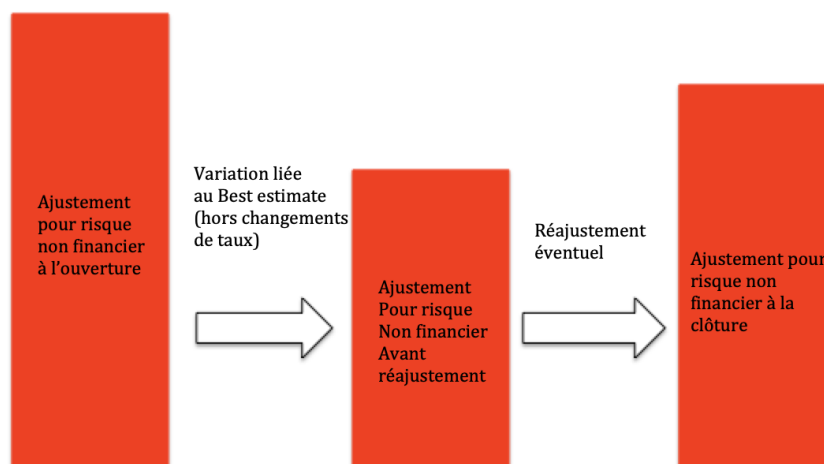 Ajustement
pour risque
non financier
à l'ouverture
Variation liée
au Best estimate
(hors changements
de taux)
Ajustement
Pour risque
Non financier
Avant
réajustement
Réajustement
éventuel
Ajustement pour
risque non
financier à la
clôture